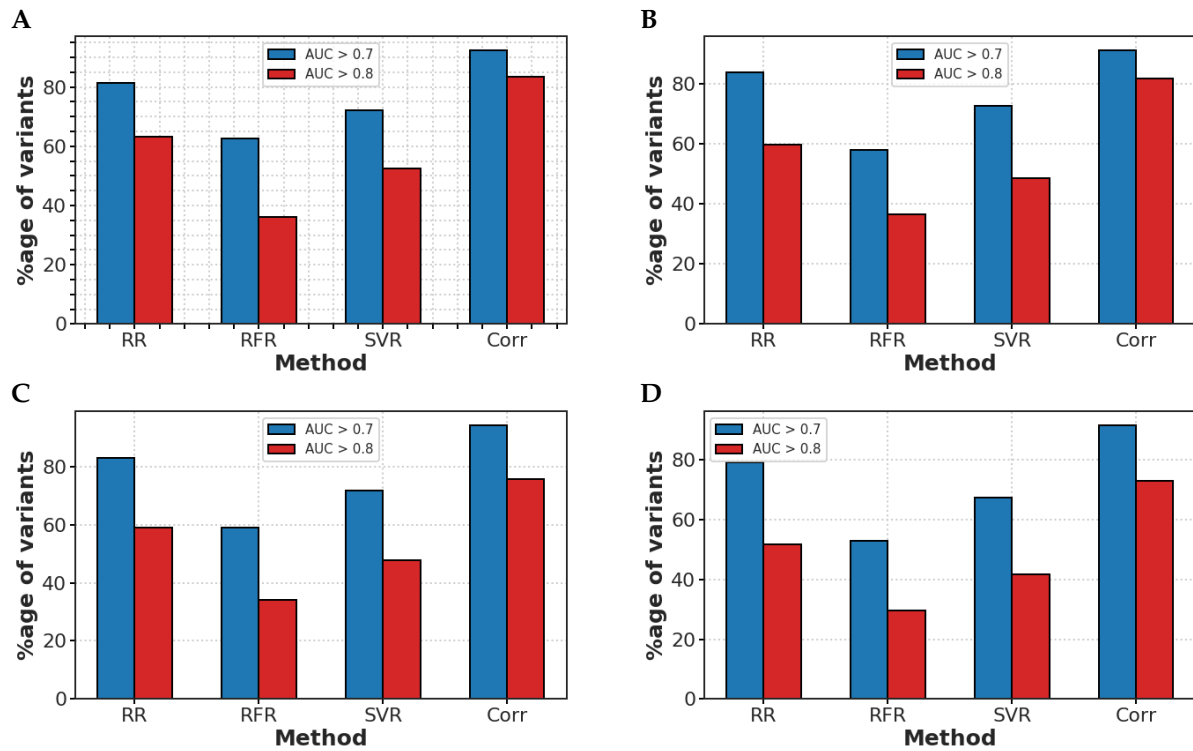 A
AUC > 0.7
AUC > 0.8
%age of variants
80
60
40
20
0
RR RFR SVR Corr
Method
B
AUC > 0.7
AUC > 0.8
%age of variants
80
60
40
20
0
RR RFR SVR Corr
Method
C
AUC > 0.7
AUC > 0.8
%age of variants
80
60
40
20
0
RR RFR SVR Corr
Method
D
AUC > 0.7
AUC > 0.8
%age of variants
80
60
40
20
0
RR RFR SVR Corr
Method